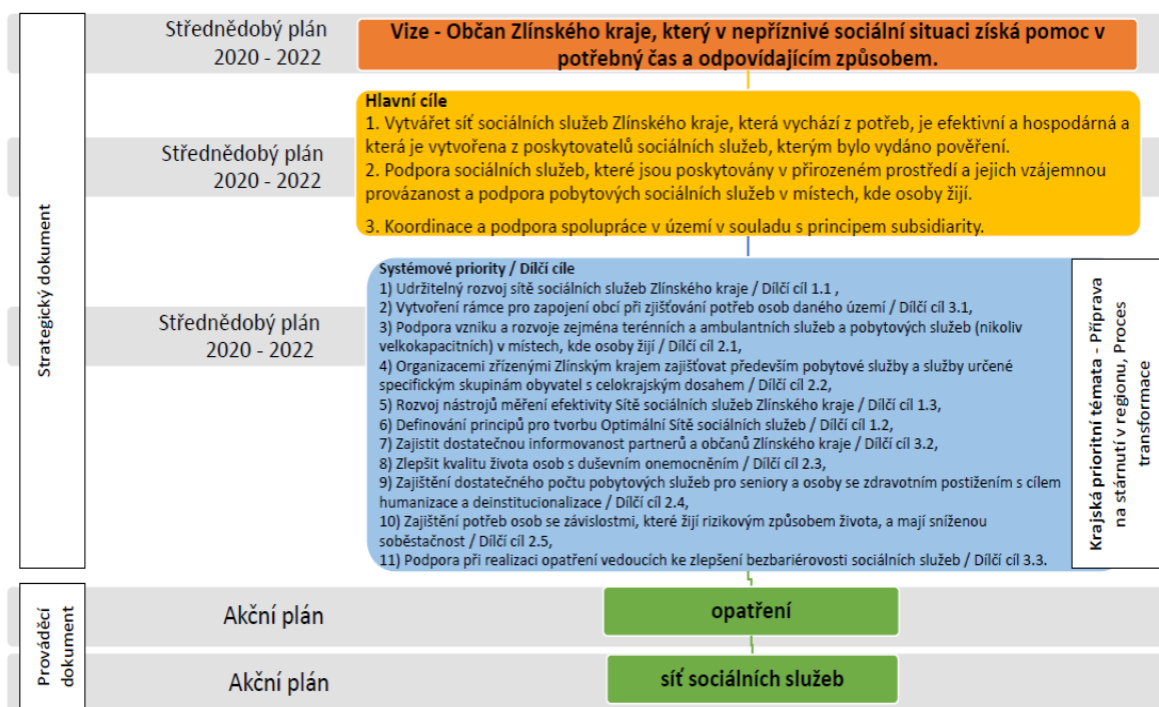 Strategický dokument
Střednědobý plán
2020 - 2022
Vize - Občan Zlínského kraje, který v nepříznivé sociální situaci získá pomoc v
potřebný čas a odpovídajícím způsobem.
Střednědobý plán
2020 - 2022
Hlavní cíle
1. Vytvářet síť sociálních služeb Zlínského kraje, která vychází z potřeb, je efektivní a hospodárná a
která je vytvořena z poskytovatelů sociálních služeb, kterým bylo vydáno pověření.
2. Podpora sociálních služeb, které jsou poskytovány v přirozeném prostředí a jejich vzájemnou
provázanost a podpora pobytových sociálních služeb v místech, kde osoby žijí.
3. Koordinace a podpora spolupráce v území v souladu s principem subsidiarity.
Střednědobý plán
2020 - 2022
Systémové priority / Dílčí cíle
1) Udržitelný rozvoj sítě sociálních služeb Zlínského kraje / Dílčí cíl 1.1 ,
2) Vytvoření rámce pro zapojení obcí při zjišťování potřeb osob daného území / Dílčí cíl 3.1,
3) Podpora vzniku a rozvoje zejména terénních a ambulantních služeb a pobytových služeb (nikoliv
velkokapacitních) v místech, kde osoby žijí / Dílčí cíl 2.1,
4) Organizacemi zřízenými Zlínským krajem zajišťovat především pobytové služby a služby určené
specifickým skupinám obyvatel s celokrajským dosahem / Dílčí cíl 2.2,
5) Rozvoj nástrojů měření efektivity Sítě sociálních služeb Zlínského kraje / Dílčí cíl 1.3,
6) Definování principů pro tvorbu Optimální Sítě sociálních služeb / Dílčí cíl 1.2,
7) Zajistit dostatečnou informovanost partnerů a občanů Zlínského kraje / Dílčí cíl 3.2,
8) Zlepšit kvalitu života osob s duševním onemocněním / Dílčí cíl 2.3,
9) Zajištění dostatečného počtu pobytových služeb pro seniory a osoby se zdravotním postižením s cílem
humanizace a deinstitucionalizace / Dílčí cíl 2.4,
10) Zajištění potřeb osob se závislostmi, které žijí rizikovým způsobem života, a mají sníženou
soběstačnost / Dílčí cíl 2.5,
11) Podpora při realizaci opatření vedoucích ke zlepšení bezbariérovosti sociálních služeb / Dílčí cíl 3.3.
Krajská prioritní témata - Příprava
na stárnutí v regionu, Proces
transformace
Prováděcí
dokument
Akční plán
opatření
Akční plán
síť sociálních služeb